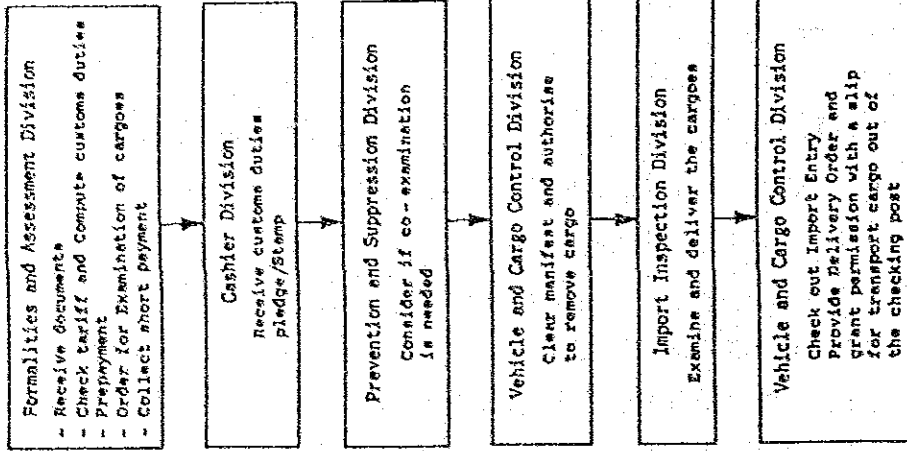 Formalities and Assessment Division
- Receive documents
- Check tariff and Compute customs duties
- Prepayment
- Order for Examination of cargoes
- Collect short payment
Cashier Division
Receive customs duties
pledge/Stamp
Prevention and Suppression Division
Consider if co-examination
is needed
Vehicle and Cargo Control Division
Clear manifest and authorise
to remove cargo
Import Inspection Division
Examine and deliver the cargoes
Vehicle and Cargo Control Division
Check out Import Entry
Provide Delivery Order and
grant permission with a slip
for transport cargo out of
the checking post